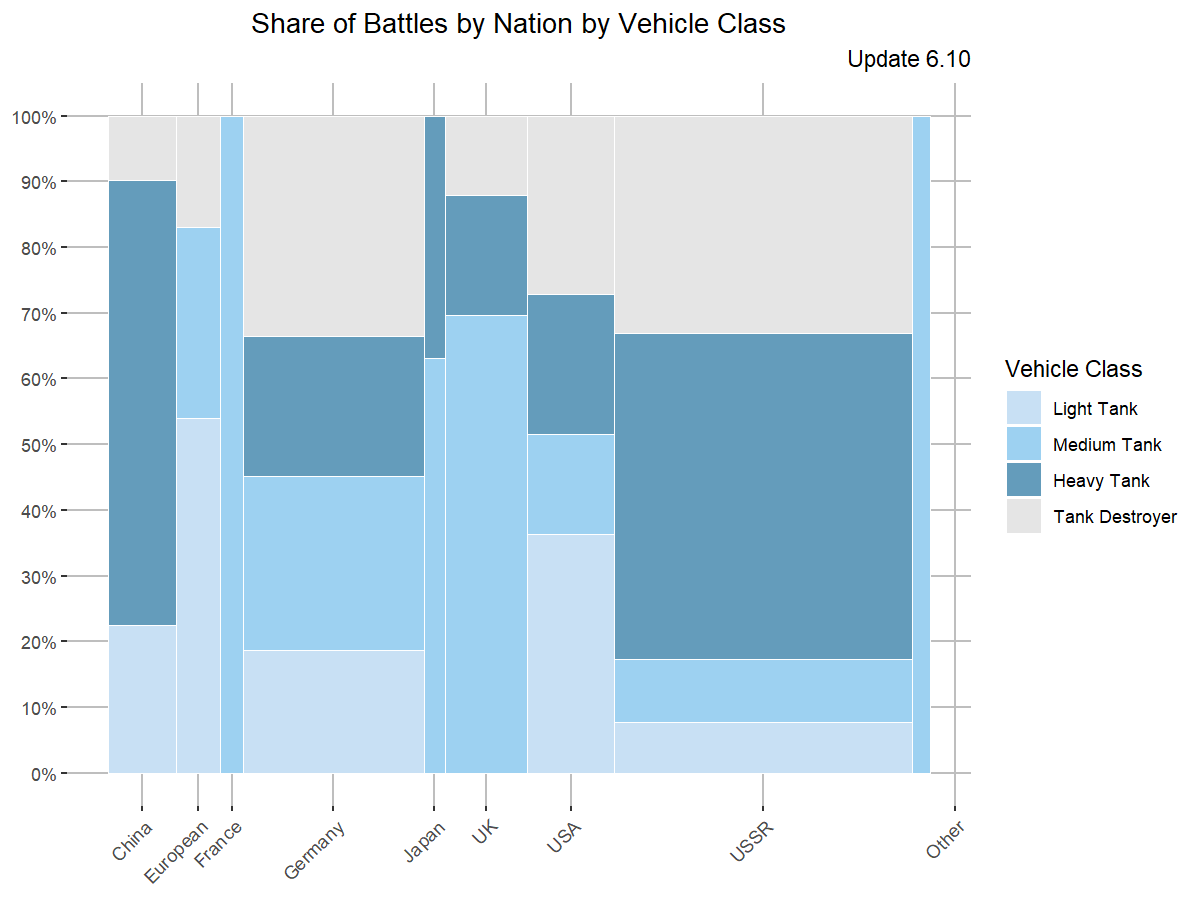 Share of Battles by Nation by Vehicle Class
Update 6.10
100%
90%
80%
70%
60%
50%
40%
30%
20%
10%
0%
China
European
France
Germany
Japan
UK
USA
USSR
Other
Vehicle Class
Light Tank
Medium Tank
Heavy Tank
Tank Destroyer